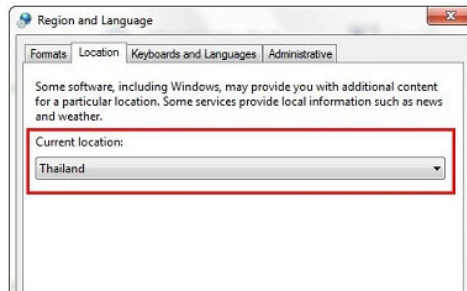 Region and Language
Formats Location Keyboards and Languages Administrative
Some software, including Windows, may provide you with additional content
for a particular location. Some services provide local information such as news
and weather.
Current location:
Thailand